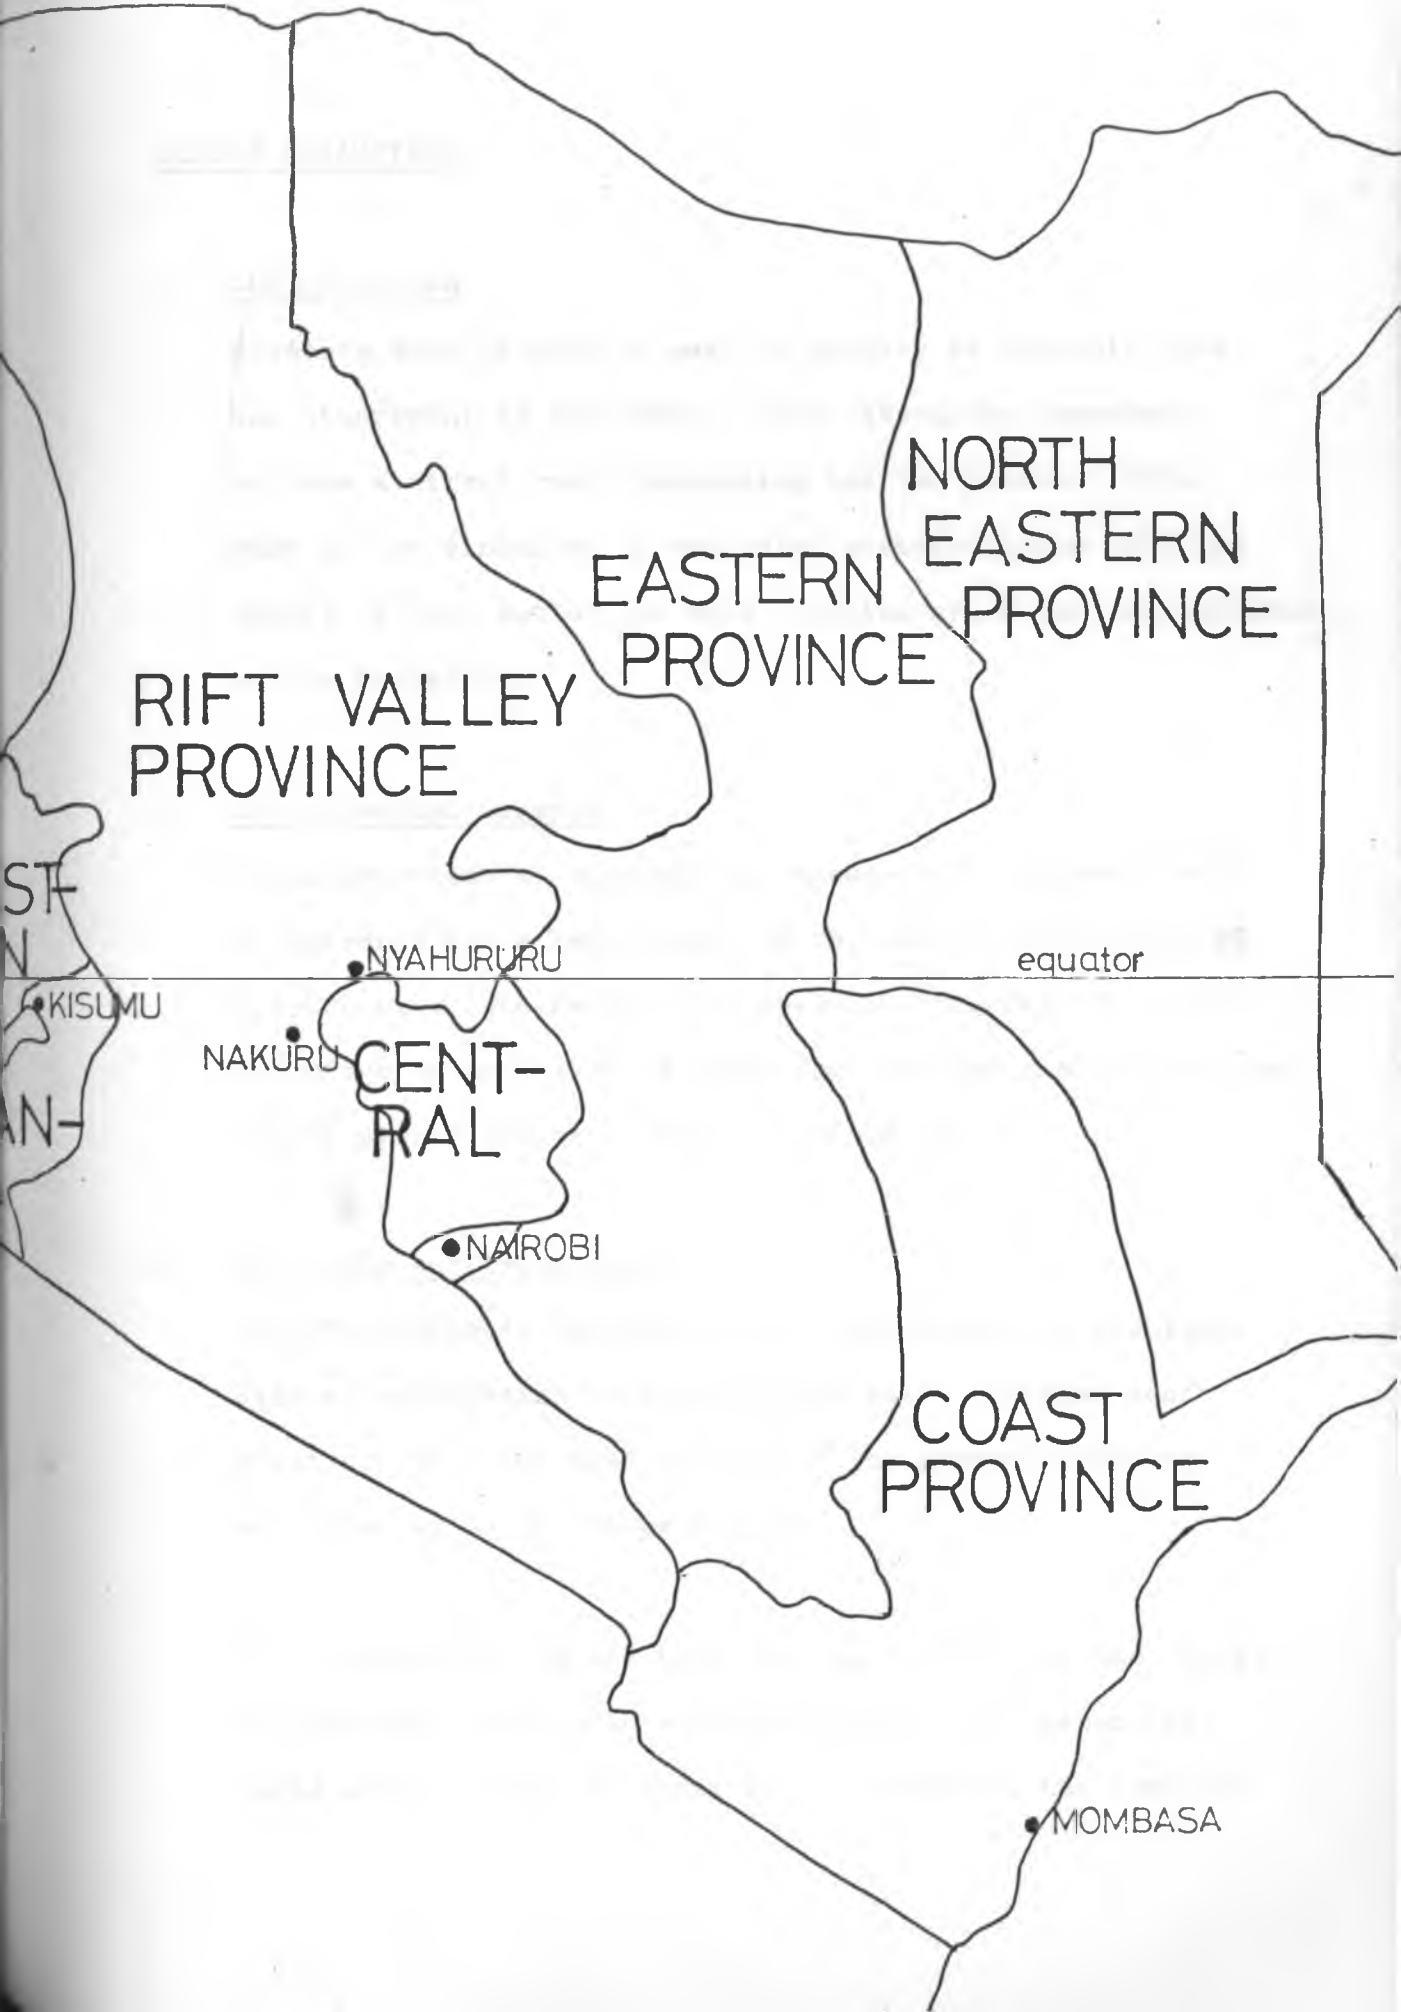 NORTH
EASTERN
PROVINCE
EASTERN
PROVINCE
RIFT VALLEY
PROVINCE
ST-
N
NYAHURURU
equator
KISUMU
NAKURU
CENT-
RAL
AN-
NAIROBI
COAST
PROVINCE
MOMBASA